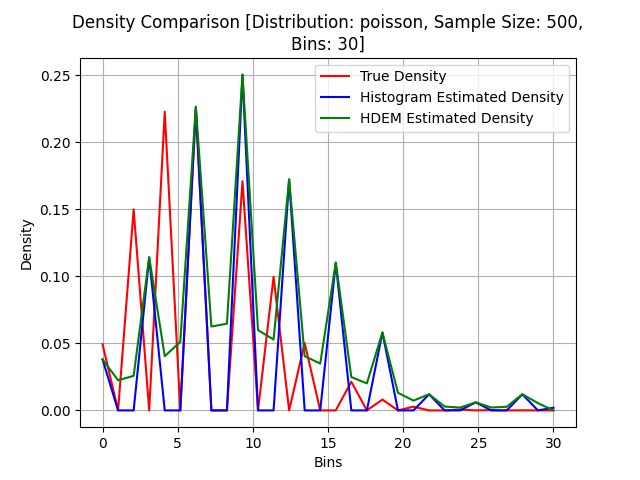 Density Comparison [Distribution: poisson, Sample Size: 500,
Bins: 30]
True Density
Histogram Estimated Density
HDEM Estimated Density
Density
0.25
0.20
0.15
0.10
0.05
0.00
0 5 10 15 20 25 30
Bins